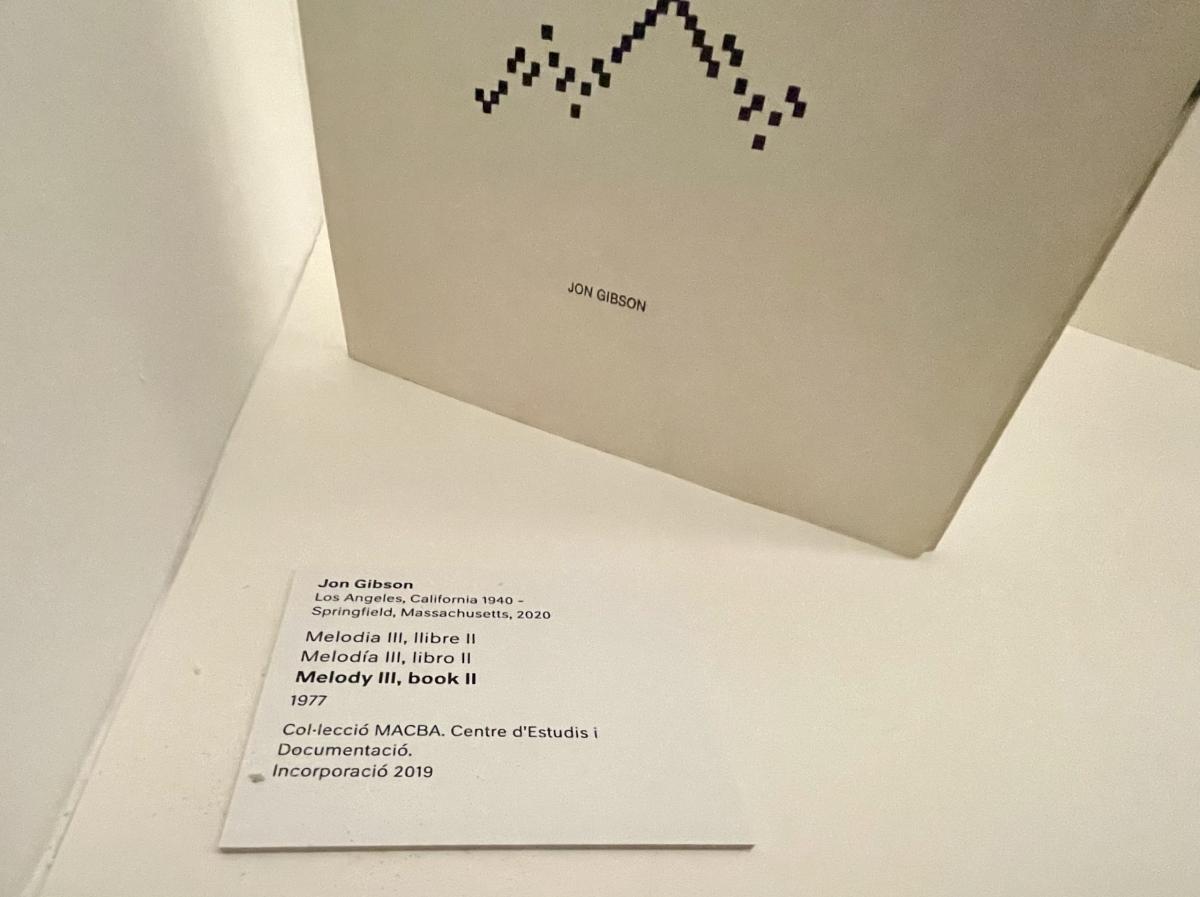 JON GIBSON
Jon Gibson
Los Angeles, California 1940 –
Springfield, Massachusetts, 2020
Melodia III, llibre II
Melodía III, libro II
Melody III, book II
1977
Col·lecció MACBA. Centre d'Estudis i
Documentació.
Incorporació 2019